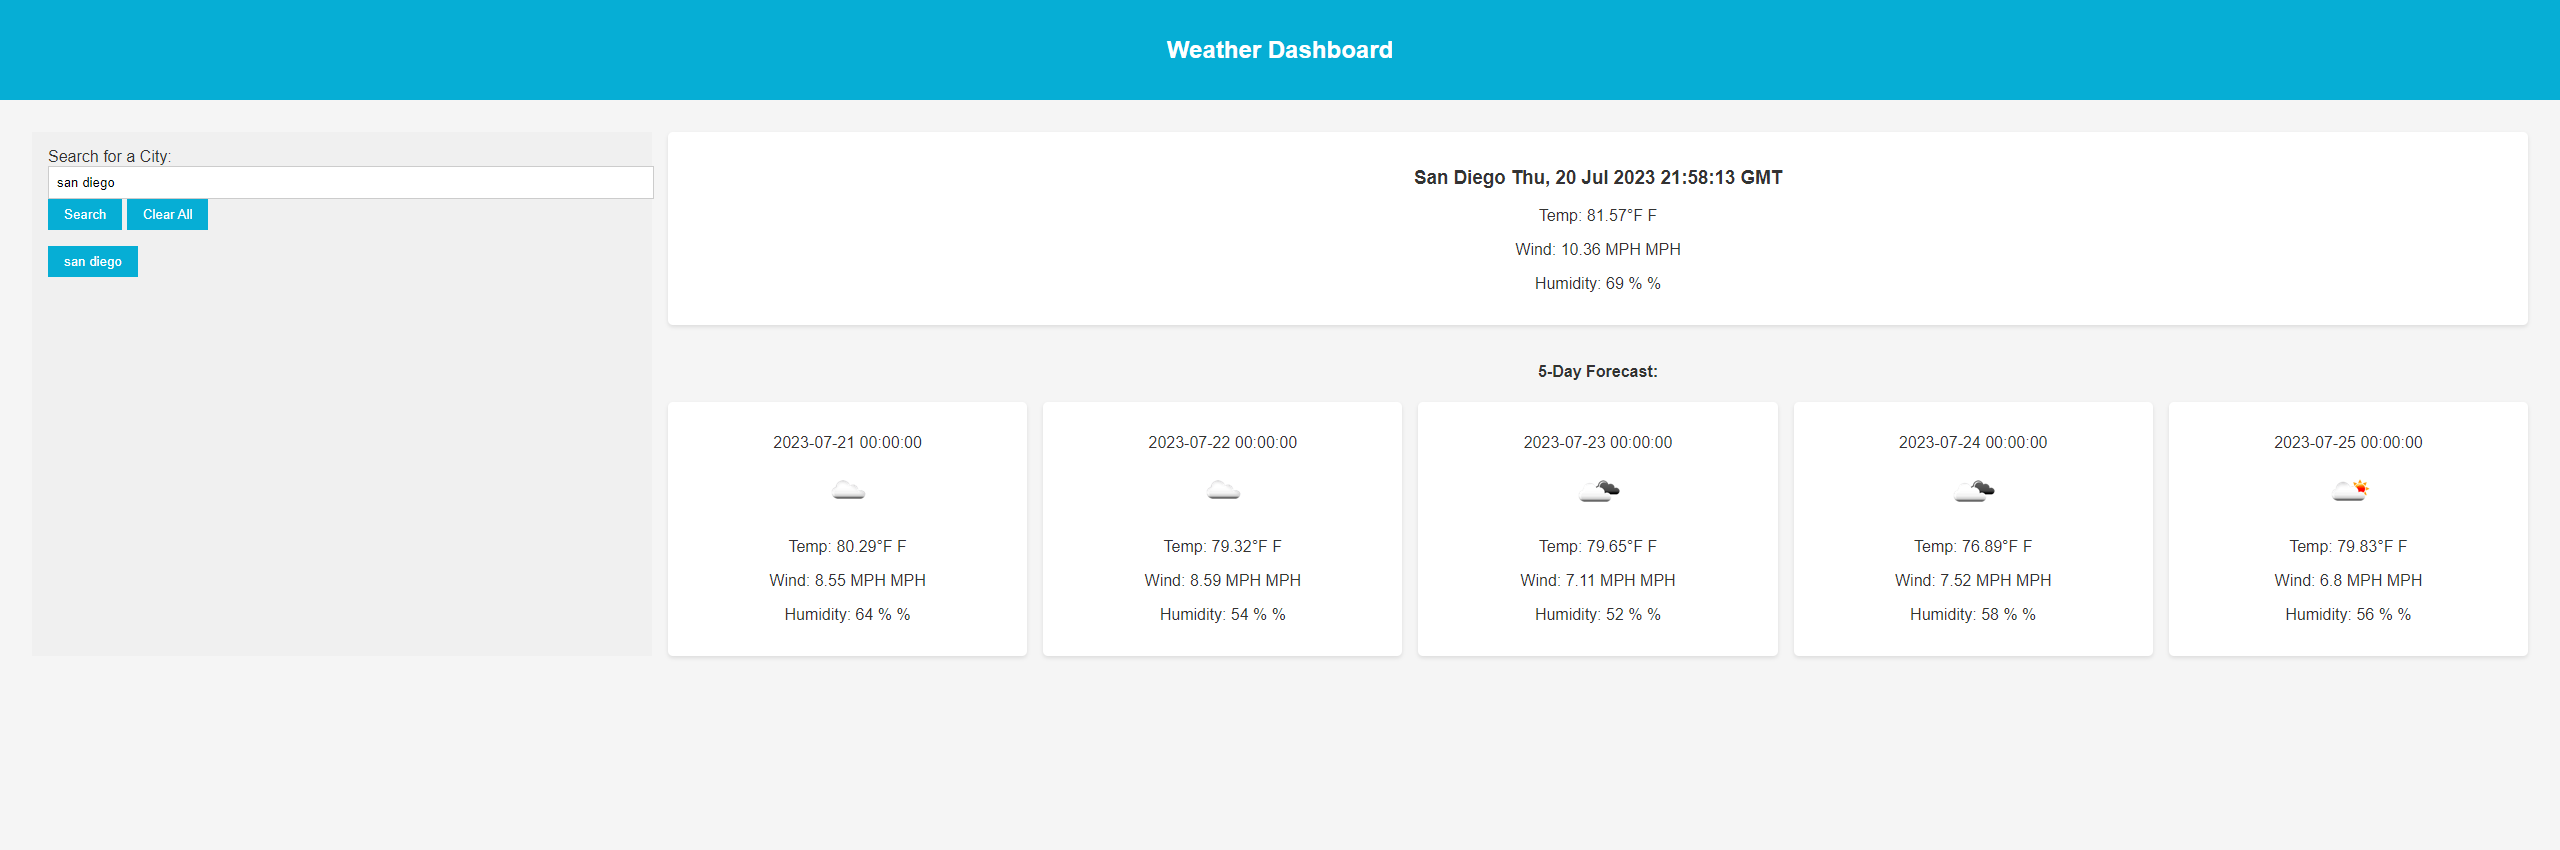 Weather Dashboard
Search for a City:
san diego
Search Clear All
san diego
San Diego Thu, 20 Jul 2023 21:58:13 GMT
Temp: 81.57°F F
Wind: 10.36 MPH MPH
Humidity: 69 % %
5-Day Forecast:
2023-07-21 00:00:00
Temp: 80.29°F F
Wind: 8.55 MPH MPH
Humidity: 64 % %
2023-07-22 00:00:00
Temp: 79.32°F F
Wind: 8.59 MPH MPH
Humidity: 54 % %
2023-07-23 00:00:00
Temp: 79.65°F F
Wind: 7.11 MPH MPH
Humidity: 52 % %
2023-07-24 00:00:00
Temp: 76.89°F F
Wind: 7.52 MPH MPH
Humidity: 58 % %
2023-07-25 00:00:00
Temp: 79.83°F F
Wind: 6.8 MPH MPH
Humidity: 56 % %